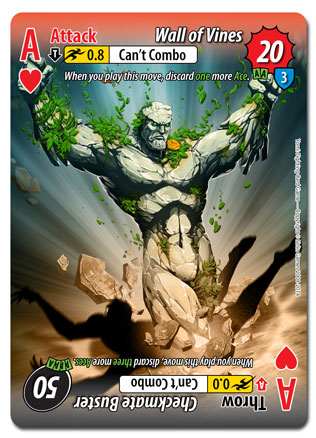 A Attack Wall of Vines
0.8 Can't Combo 20
When you play this move, discard one more Ace. AA 3
When you play this move, discard three more Aces. AAAA
Can't Combo 0.0 50
Checkmate Buster Throw A